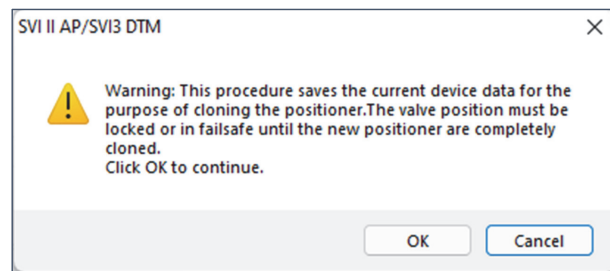 SVI II AP/SVI3 DTM
Warning: This procedure saves the current device data for the
purpose of cloning the positioner.The valve position must be
locked or in failsafe until the new positioner are completely
cloned.
Click OK to continue.
OK
Cancel